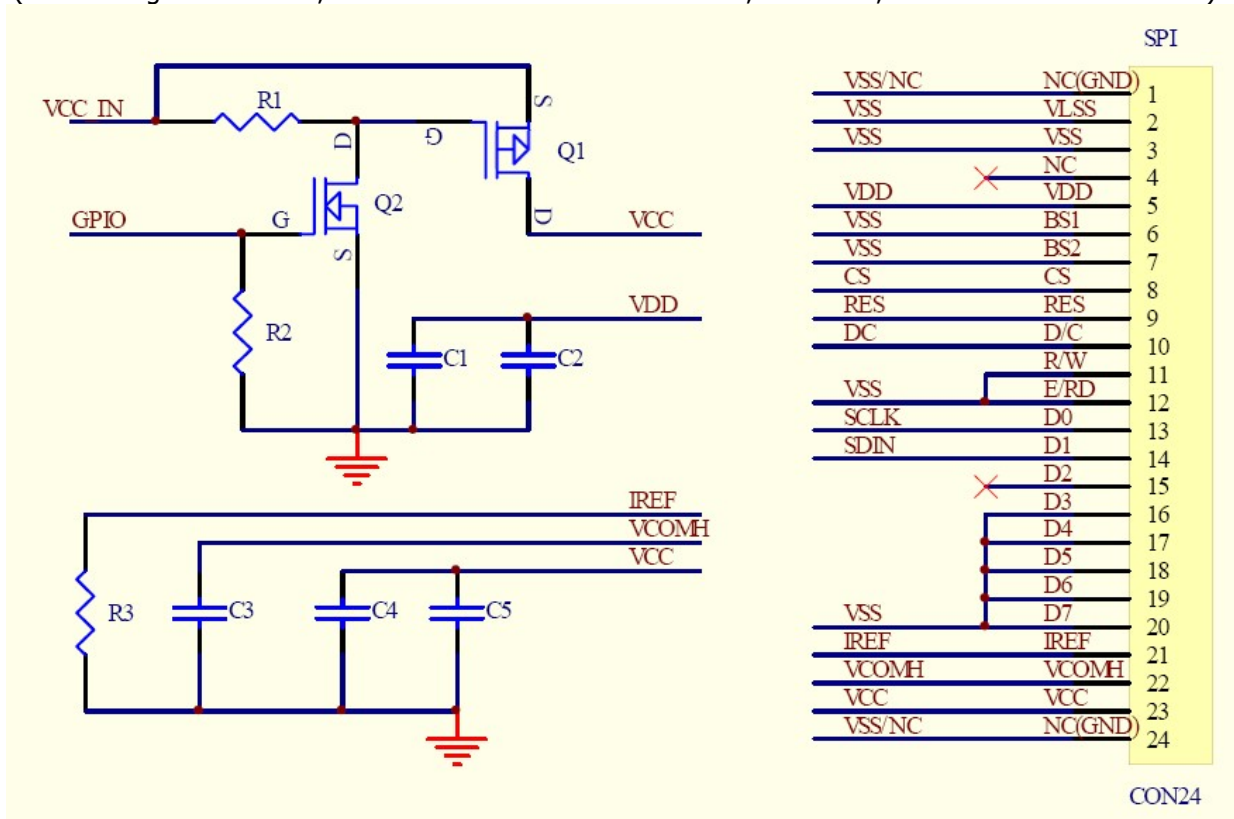 SPI
VCC_IN
R1
D
G
S
Q1
D
VCC
GPIO
G
Q2
S
R2
VDD
C1
C2
IREF
VCOMH
VCC
R3
C3
C4
C5
VSS/NC NC(GND) 1
VSS VLSS 2
VSS VSS 3
NC 4
VDD VDD 5
VSS BS1 6
VSS BS2 7
CS CS 8
RES RES 9
DC D/C 10
R/W 11
VSS E/RD 12
SCLK D0 13
SDIN D1 14
D2 15
D3 16
D4 17
D5 18
D6 19
VSS D7 20
IREF IREF 21
VCOMH VCOMH 22
VCC VCC 23
VSS/NC NC(GND) 24
CON24